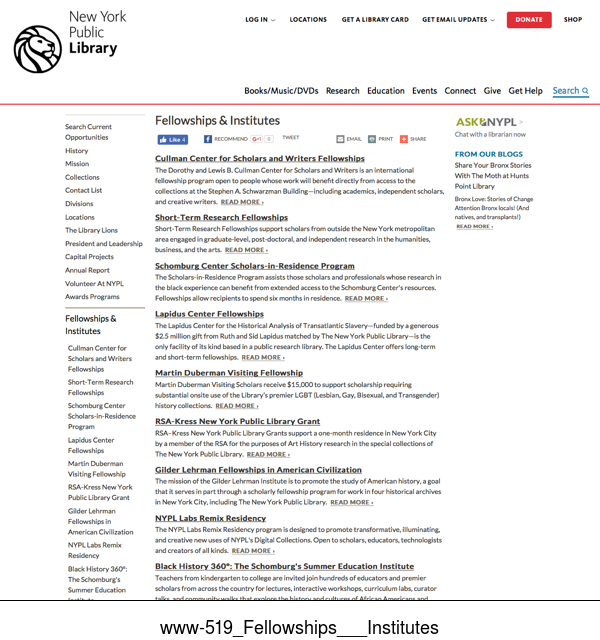 New York
Public
Library
LOG IN
LOCATIONS
GET A LIBRARY CARD
GET EMAIL UPDATES
DONATE
SHOP
Books/Music/DVDs Research Education Events Connect Give Get Help Search
Search Current
Opportunities
History
Mission
Collections
Contact List
Divisions
Locations
The Library Lions
President and Leadership
Capital Projects
Annual Report
Volunteer At NYPL
Awards Programs
Fellowships &
Institutes
Cullman Center for
Scholars and Writers
Fellowships
Short-Term Research
Fellowships
Schomburg Center
Scholars-in-Residence
Program
Lapidus Center
Fellowships
Martin Duberman
Visiting Fellowship
RSA-Kress New York
Public Library Grant
Gilder Lehrman
Fellowships in
American Civilization
NYPL Labs Remix
Residency
Black History 360°:
The Schomburg's
Summer Education
Institute
Fellowships & Institutes
Like 4 RECOMMEND G+1 0 TWEET EMAIL PRINT SHARE
Cullman Center for Scholars and Writers Fellowships
The Dorothy and Lewis B. Cullman Center for Scholars and Writers is an international
fellowship program open to people whose work will benefit directly from access to the
collections at the Stephen A. Schwarzman Building—including academics, independent scholars,
and creative writers. READ MORE ›
Short-Term Research Fellowships
Short-Term Research Fellowships support scholars from outside the New York metropolitan
area engaged in graduate-level, post-doctoral, and independent research in the humanities,
business, and the arts. READ MORE ›
Schomburg Center Scholars-in-Residence Program
The Scholars-in-Residence Program assists those scholars and professionals whose research in
the black experience can benefit from extended access to the Schomburg Center's resources.
Fellowships allow recipients to spend six months in residence. READ MORE ›
Lapidus Center Fellowships
The Lapidus Center for the Historical Analysis of Transatlantic Slavery—funded by a generous
$2.5 million gift from Ruth and Sid Lapidus matched by The New York Public Library—is the
only facility of its kind based in a public research library. The Lapidus Center offers long-term
and short-term fellowships. READ MORE ›
Martin Duberman Visiting Fellowship
Martin Duberman Visiting Scholars receive $15,000 to support scholarship requiring
substantial onsite use of the Library's premier LGBT (Lesbian, Gay, Bisexual, and Transgender)
history collections. READ MORE ›
RSA-Kress New York Public Library Grant
RSA–Kress New York Public Library Grants support a one-month residence in New York City
by a member of the RSA for the purposes of Art History research in the special collections of
The New York Public Library. READ MORE ›
Gilder Lehrman Fellowships in American Civilization
The mission of the Gilder Lehrman Institute is to promote the study of American history, a goal
that it serves in part through a scholarly fellowship program for work in four historical archives
in New York City, including The New York Public Library. READ MORE ›
NYPL Labs Remix Residency
The NYPL Labs Remix Residency program is designed to promote transformative, illuminating,
and creative new uses of NYPL's Digital Collections. Open to scholars, educators, technologists
and creators of all kinds. READ MORE ›
Black History 360°: The Schomburg's Summer Education Institute
Teachers from kindergarten to college are invited join hundreds of educators and premier
scholars from across the country for lectures, interactive workshops, curriculum labs, curator
talks, and community walks that explore the history and cultures of African Americans and
ASK NYPL >
Chat with a librarian now
FROM OUR BLOGS
Share Your Bronx Stories
With The Moth at Hunts
Point Library
Bronx Love: Stories of Change
Attention Bronx locals! (And
natives, and transplants!)
READ MORE ›
www-519_Fellowships___Institutes